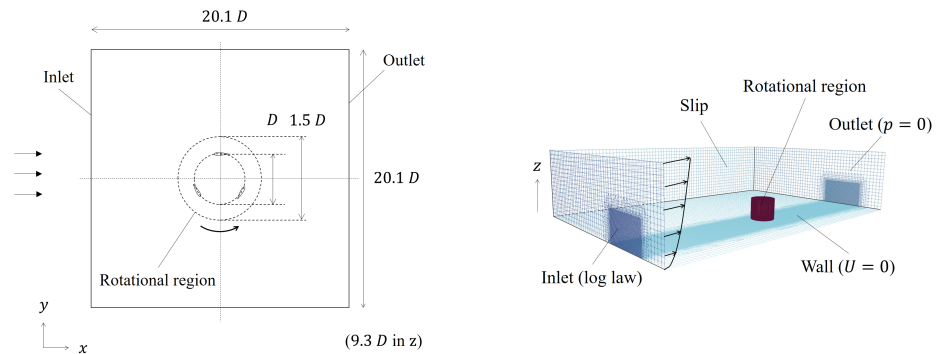 20.1 D
Inlet
Outlet
D 1.5 D
20.1 D
Rotational region
y
x
(9.3 D in z)
Rotational region
Slip
Outlet (p = 0)
z
Inlet (log law)
Wall (U = 0)